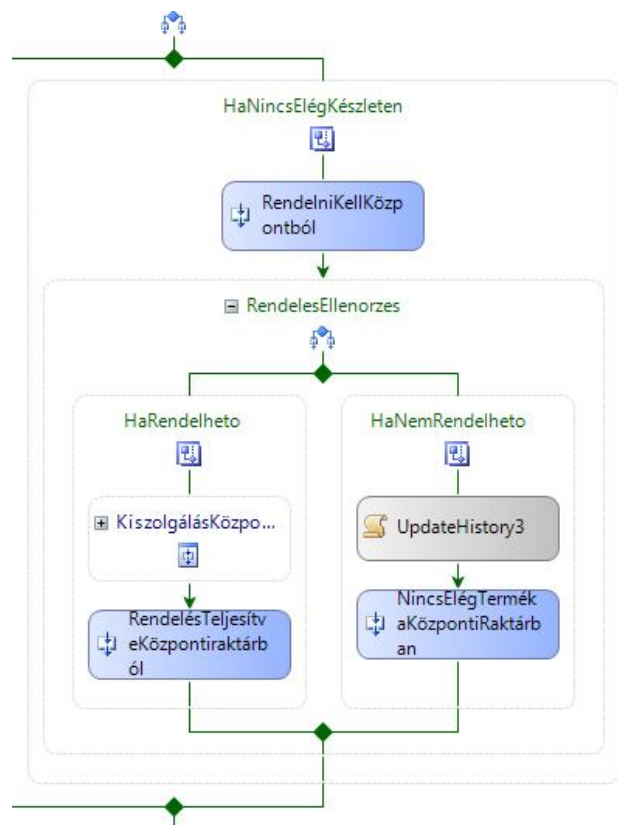 HaNincsElégKészleten
RendelniKellKözp
ontból
RendelesEllenorzes
HaRendelheto
HaNemRendelheto
KiszolgálásKözpo...
UpdateHistory3
RendelésTeljesítv
eKözpontiraktárb
ól
NincsElégTermék
aKözpontiRaktárb
an